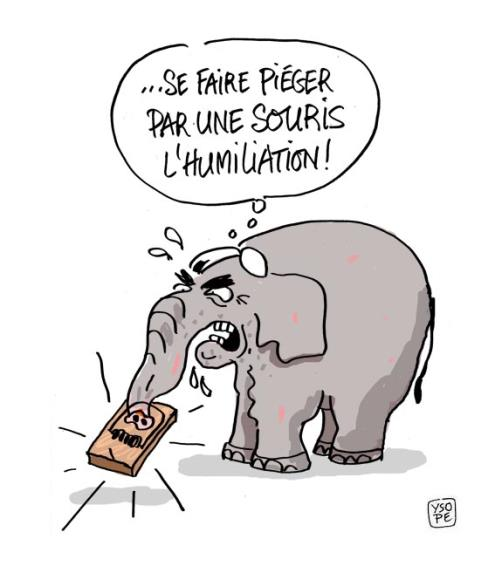 ...SE FAIRE PIÉGER
PAR UNE SOURIS
L'HUMILIATION!
YSO
PE